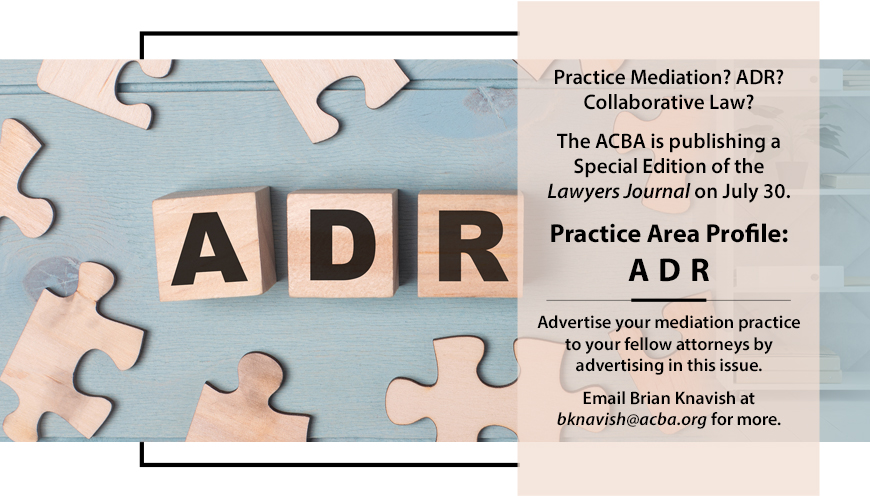 A D R
Practice Mediation? ADR?
Collaborative Law?
The ACBA is publishing a
Special Edition of the
Lawyers Journal on July 30.
Practice Area Profile:
A D R
Advertise your mediation practice
to your fellow attorneys by
advertising in this issue.
Email Brian Knavish at
bknavish@acba.org for more.